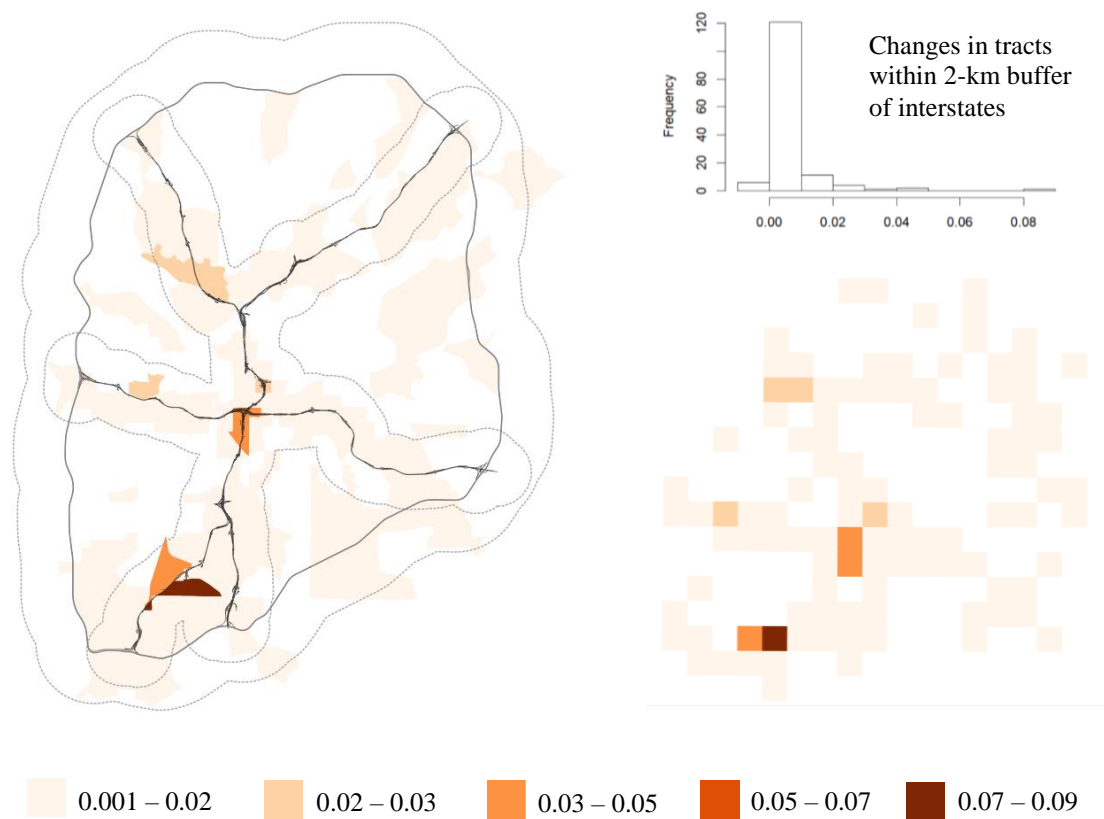 120
80
60
40
20
0
Frequency
Changes in tracts
within 2-km buffer
of interstates
0.00 0.02 0.04 0.06 0.08
0.001 – 0.02 0.02 – 0.03 0.03 – 0.05 0.05 – 0.07 0.07 – 0.09